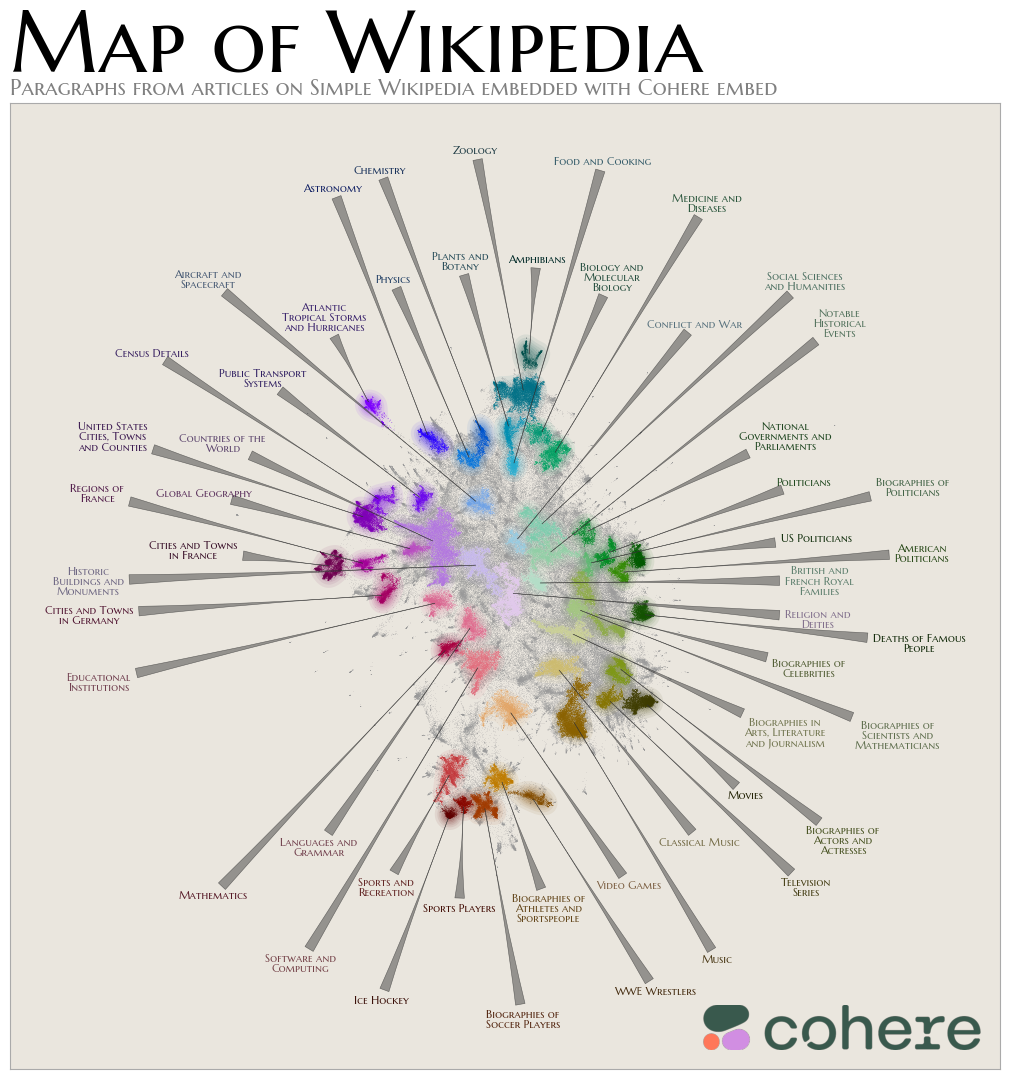 Map of Wikipedia
Paragraphs from articles on Simple Wikipedia embedded with Cohere embed
Zoology
Food and Cooking
Chemistry
Astronomy
Medicine and
Diseases
Plants and
Botany
Amphibians
Biology and
Molecular
Biology
Physics
Aircraft and
Spacecraft
Social Sciences
and Humanities
Atlantic
Tropical Storms
and Hurricanes
Notable
Historical
Events
Conflict and War
Census Details
Public Transport
Systems
United States
Cities, Towns
and Counties
Countries of the
World
National
Governments and
Parliaments
Regions of
France
Global Geography
Politicians
Biographies of
Politicians
Cities and Towns
in France
US Politicians
American
Politicians
Historic
Buildings and
Monuments
British and
French Royal
Families
Cities and Towns
in Germany
Religion and
Deities
Deaths of Famous
People
Educational
Institutions
Biographies of
Celebrities
Biographies in
Arts, Literature
and Journalism
Biographies of
Scientists and
Mathematicians
Movies
Languages and
Grammar
Classical Music
Biographies of
Actors and
Actresses
Mathematics
Sports and
Recreation
Sports Players
Biographies of
Athletes and
Sportspeople
Video Games
Television
Series
Software and
Computing
Music
Ice Hockey
WWE Wrestlers
Biographies of
Soccer Players
cohere